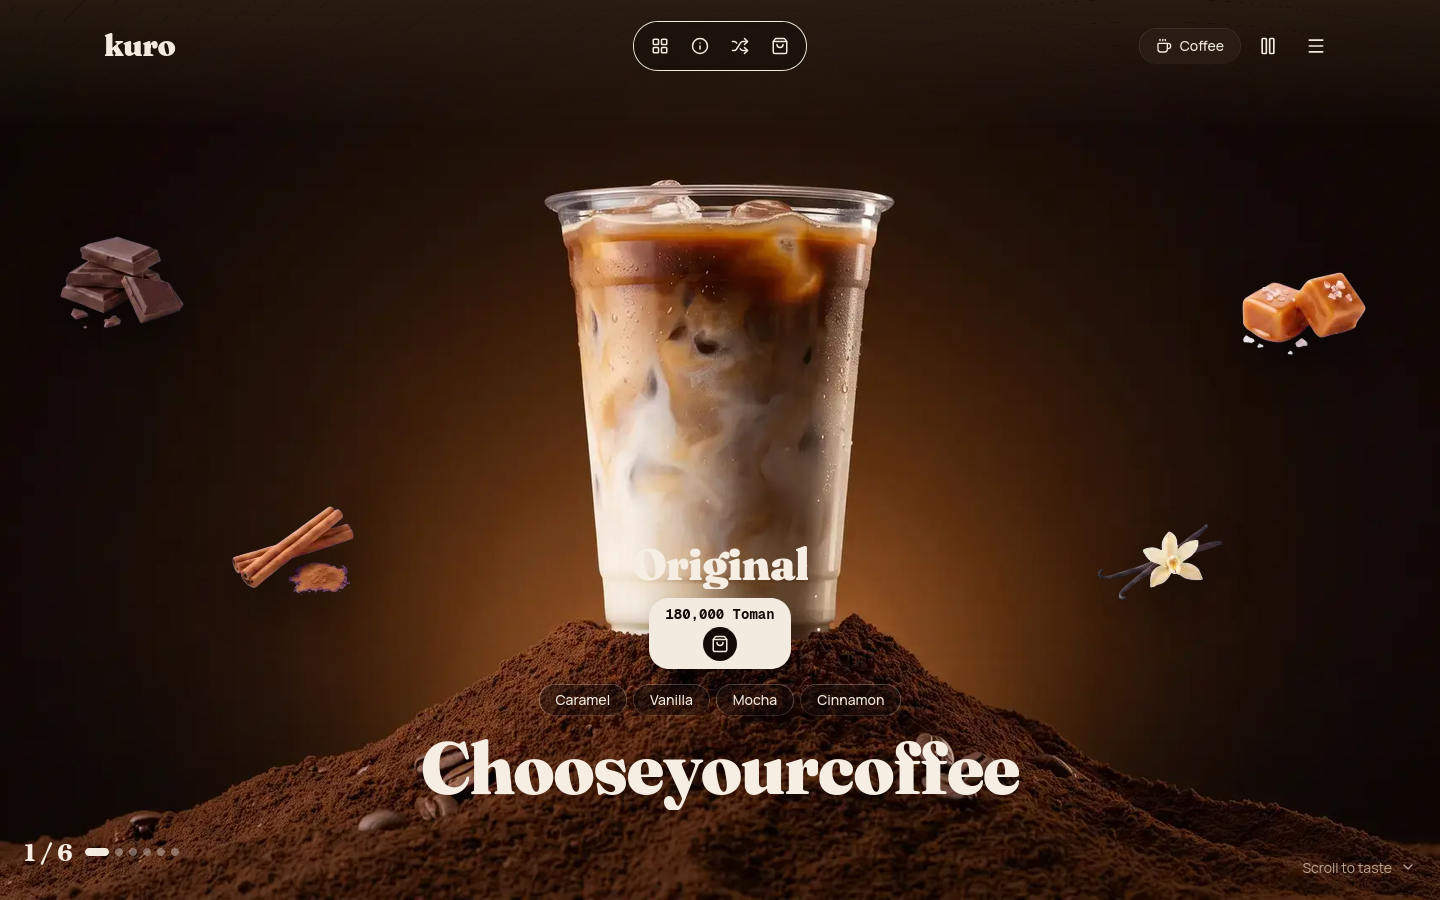 kuro
Coffee
Original
180,000 Toman
Caramel Vanilla Mocha Cinnamon
Chooseyourcoffee
1 / 6
Scroll to taste